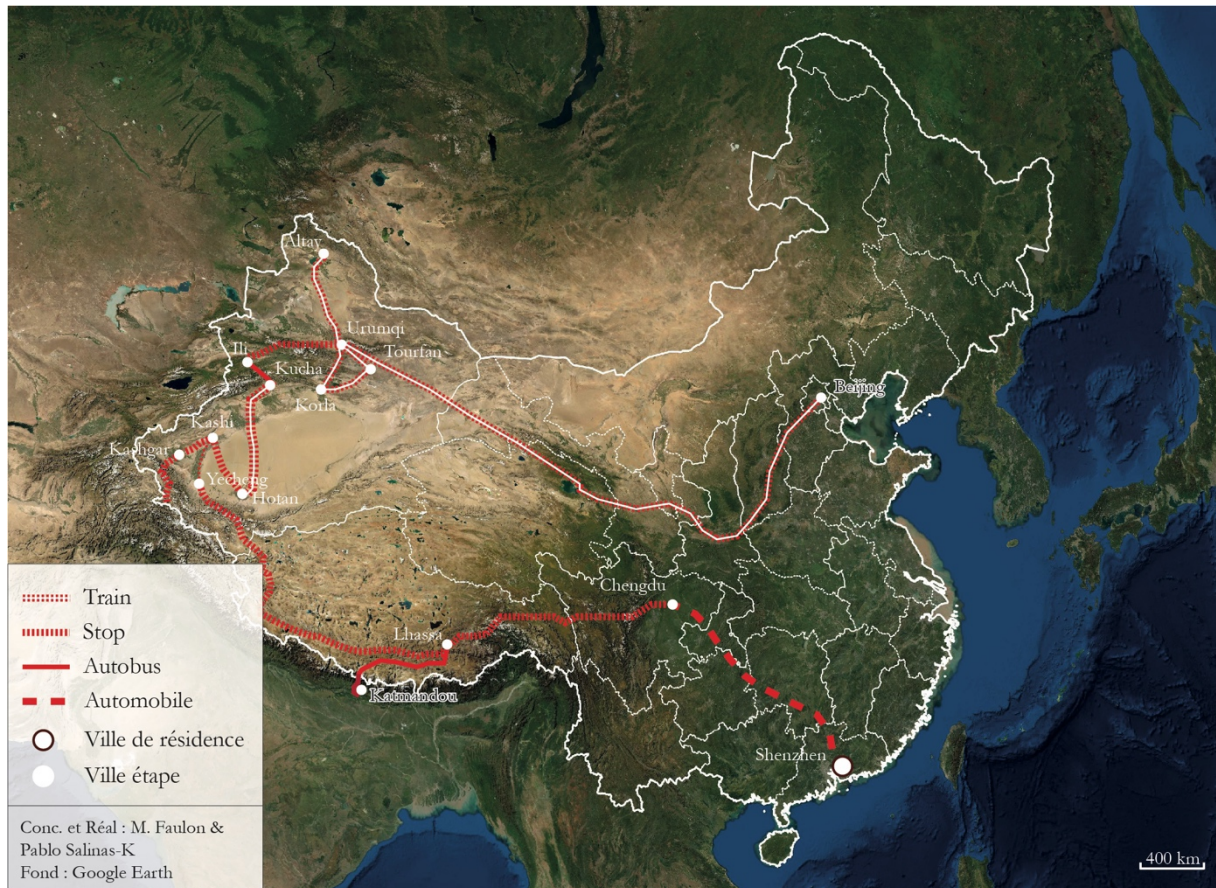 Altay
Urumqi
Ili
Tourfan
Kucha
Korla
Beijing
Kashi
Kashgar
Yecheng
Hotan
Chengdu
Lhassa
Katmandou
Shenzhen
Train
Stop
Autobus
Automobile
Ville de résidence
Ville étape
Conc. et Réal : M. Faulon &
Pablo Salinas-K
Fond : Google Earth
400 km